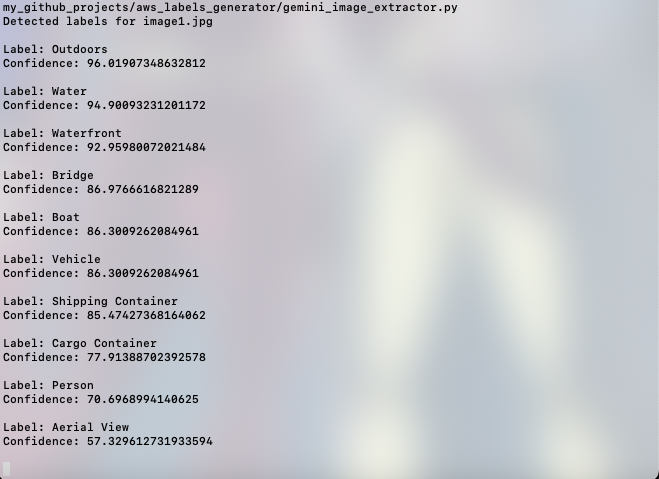 my_github_projects/aws_labels_generator/gemini_image_extractor.py
Detected labels for image1.jpg
Label: Outdoors
Confidence: 96.01907348632812
Label: Water
Confidence: 94.90093231201172
Label: Waterfront
Confidence: 92.95980072021484
Label: Bridge
Confidence: 86.9766616821289
Label: Boat
Confidence: 86.3009262084961
Label: Vehicle
Confidence: 86.3009262084961
Label: Shipping Container
Confidence: 85.47427368164062
Label: Cargo Container
Confidence: 77.91388702392578
Label: Person
Confidence: 70.6968994140625
Label: Aerial View
Confidence: 57.329612731933594